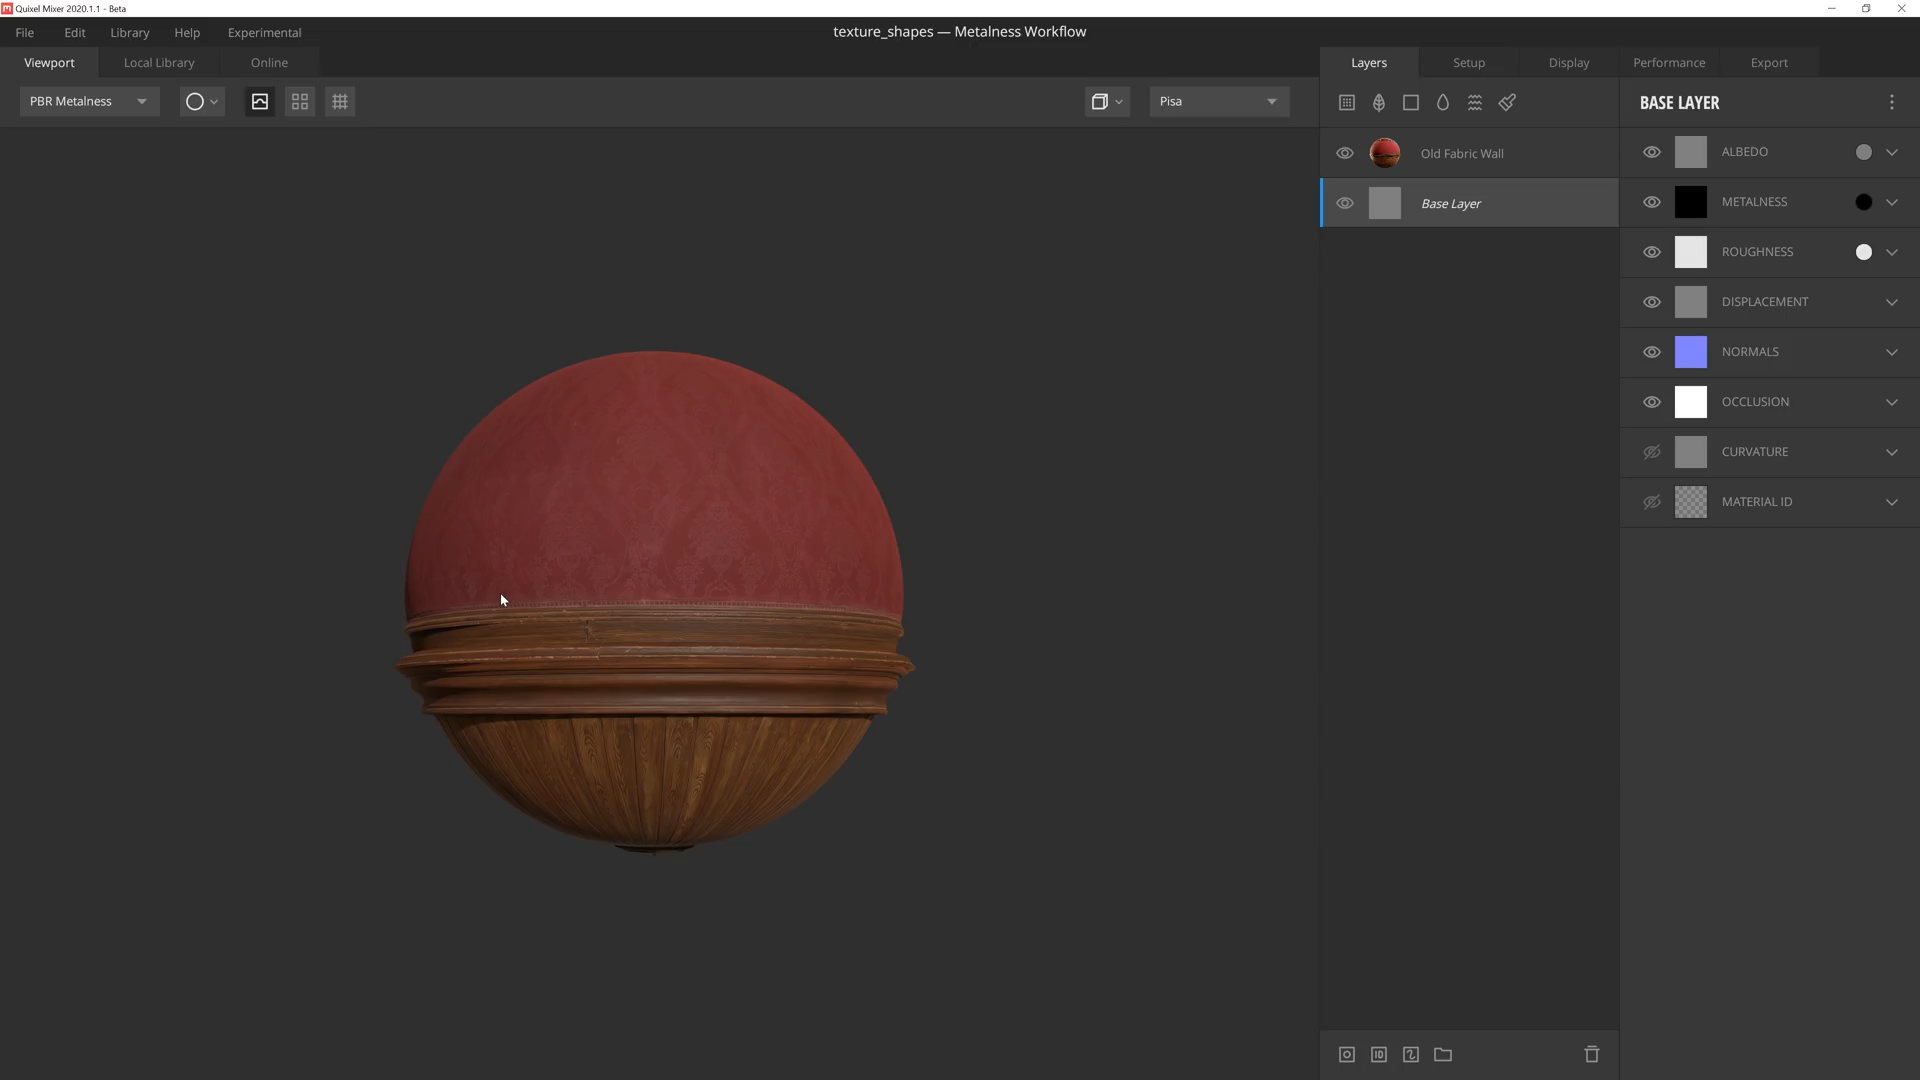 Quixel Mixer 2020.1.1 - Beta
File Edit Library Help Experimental
texture_shapes — Metalness Workflow
Viewport Local Library Online
Layers Setup Display Performance Export
PBR Metalness
Pisa
BASE LAYER
Old Fabric Wall
Base Layer
ALBEDO
METALNESS
ROUGHNESS
DISPLACEMENT
NORMALS
OCCLUSION
CURVATURE
MATERIAL ID